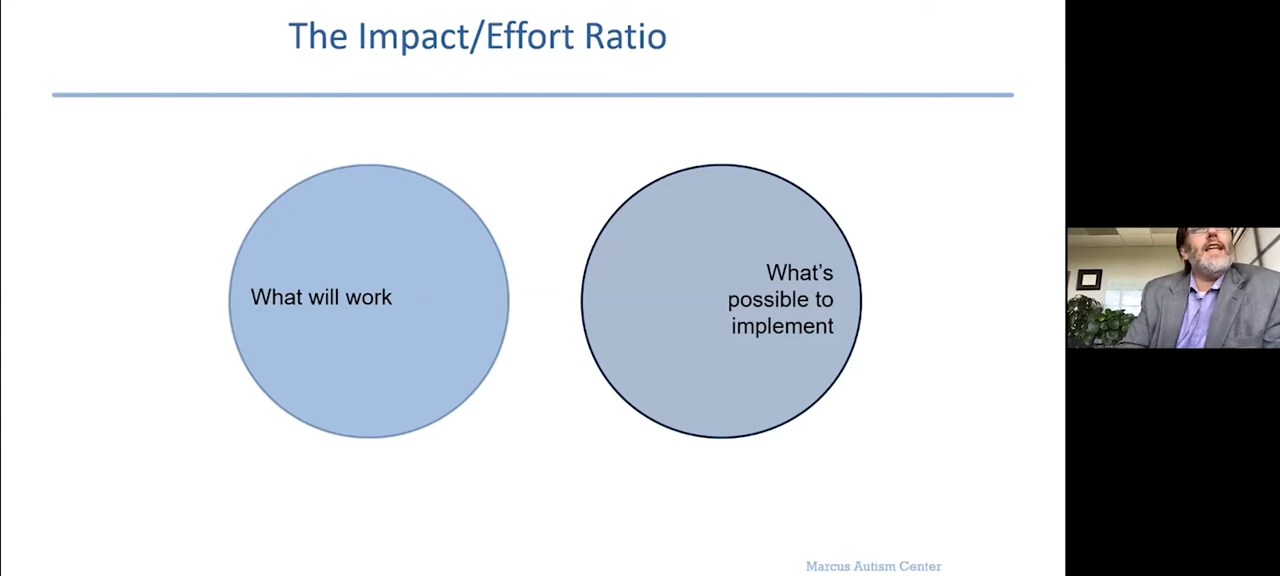 The Impact/Effort Ratio
What will work
What's
possible to
implement
Marcus Autism Center